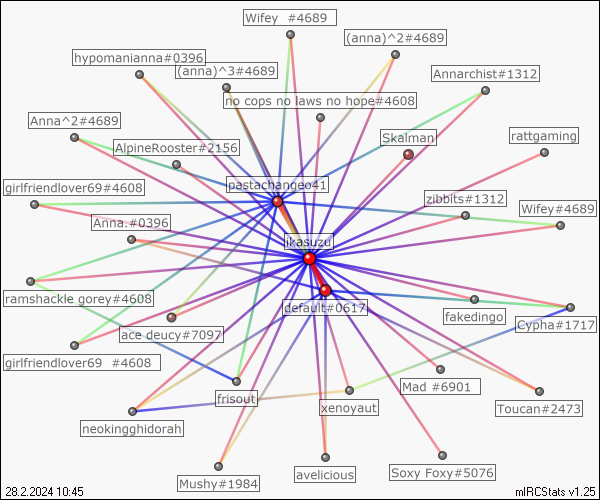 Wifey  #4689
(anna)^2#4689
hypomanianna#0396
(anna)^3#4689
Annarchist#1312
no cops no laws no hope#4608
Anna^2#4689
Skalman
rattgaming
AlpineRooster#2156
pastachangeo41
girlfriendlover69#4608
zibbits#1312
Wifey#4689
Anna.#0396
ikasuzu
ramshackle gorey#4608
default#0617
fakedingo
Cypha#1717
ace deucy#7097
girlfriendlover69  #4608
Mad #6901
frisout
xenoyaut
Toucan#2473
neokingghidorah
Mushy#1984
avelicious
Soxy Foxy#5076
28.2.2024 10:45
mIRCStats v1.25